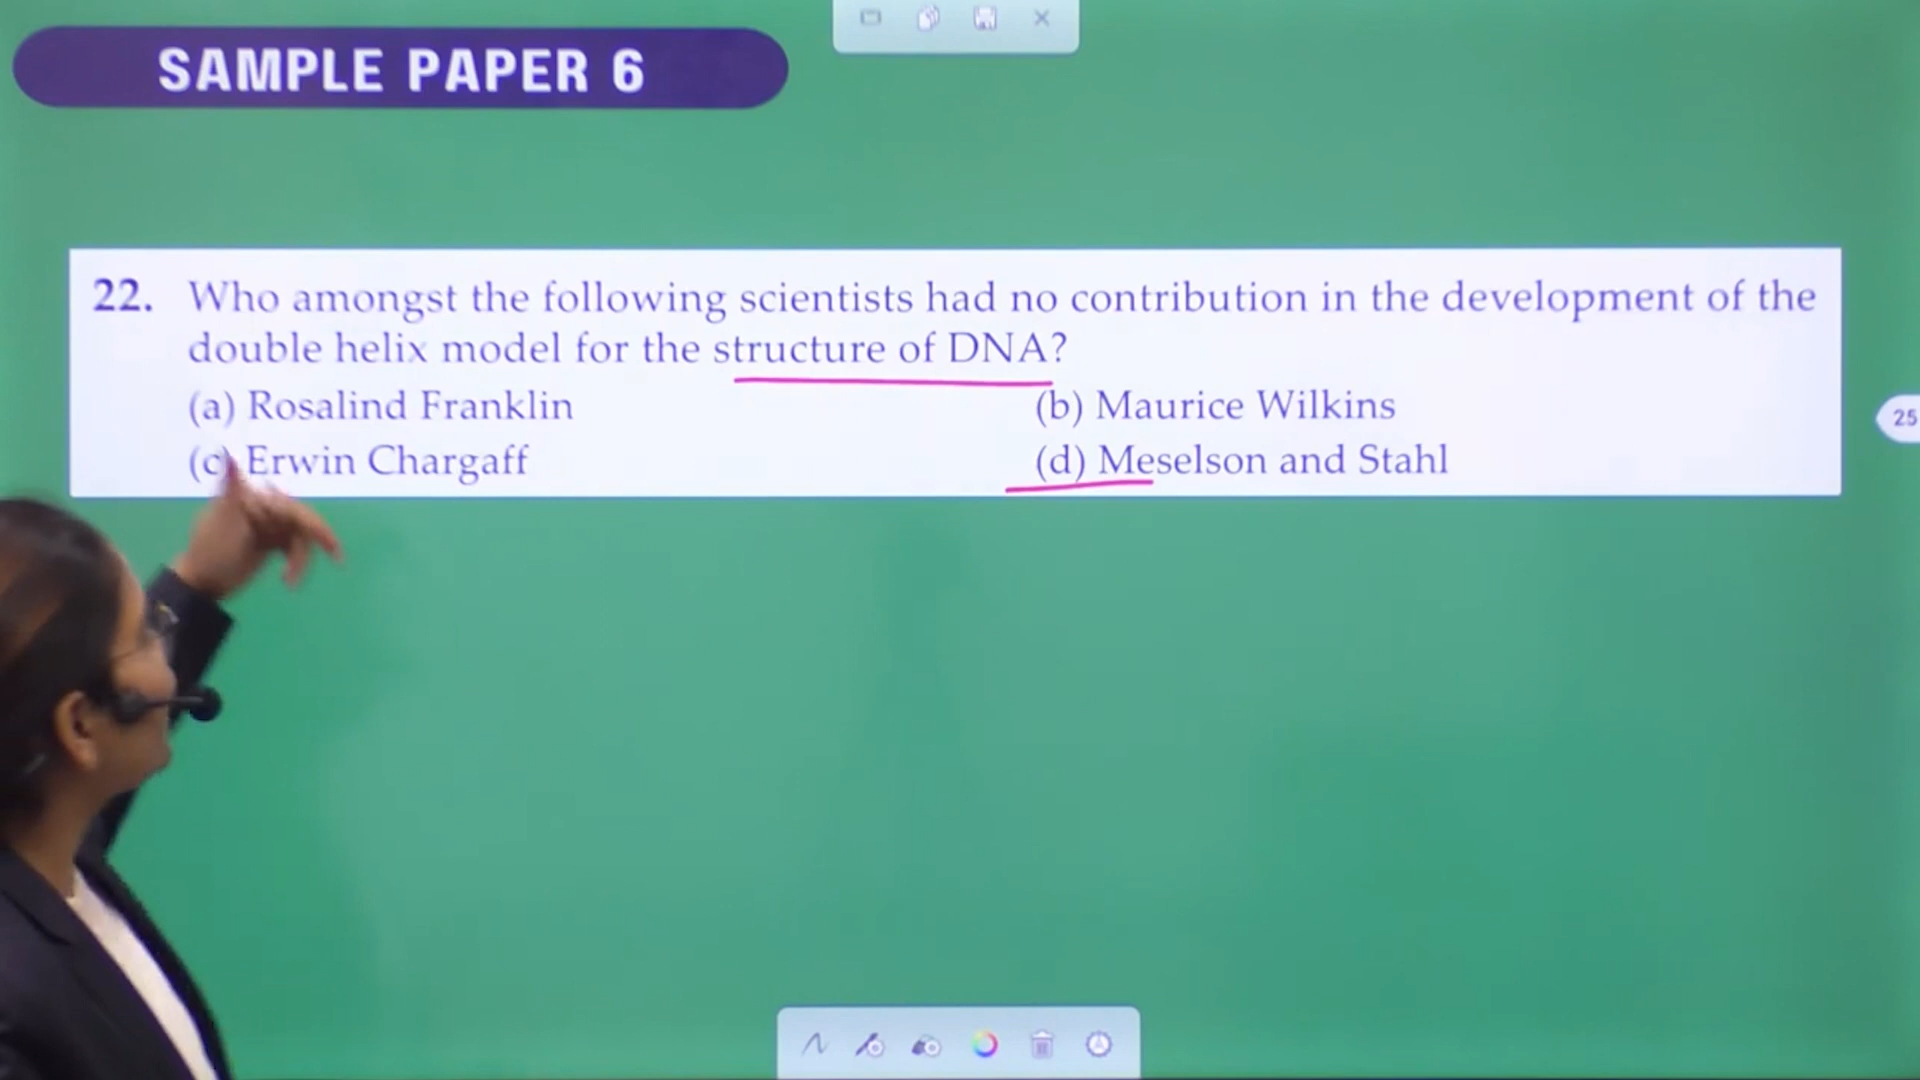 SAMPLE PAPER 6
22. Who amongst the following scientists had no contribution in the development of the
double helix model for the structure of DNA?
(a) Rosalind Franklin (b) Maurice Wilkins
(c) Erwin Chargaff (d) Meselson and Stahl
25